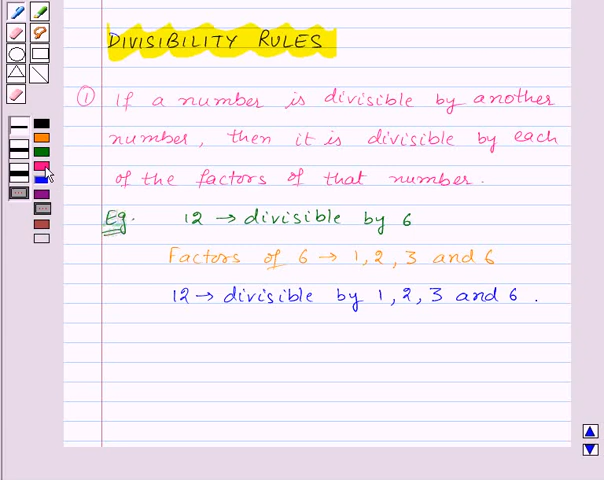 DIVISIBILITY RULES
① If a number is divisible by another
number, then it is divisible by each
of the factors of that number.
Eg. 12 → divisible by 6
Factors of 6 → 1, 2, 3 and 6
12 → divisible by 1, 2, 3 and 6.